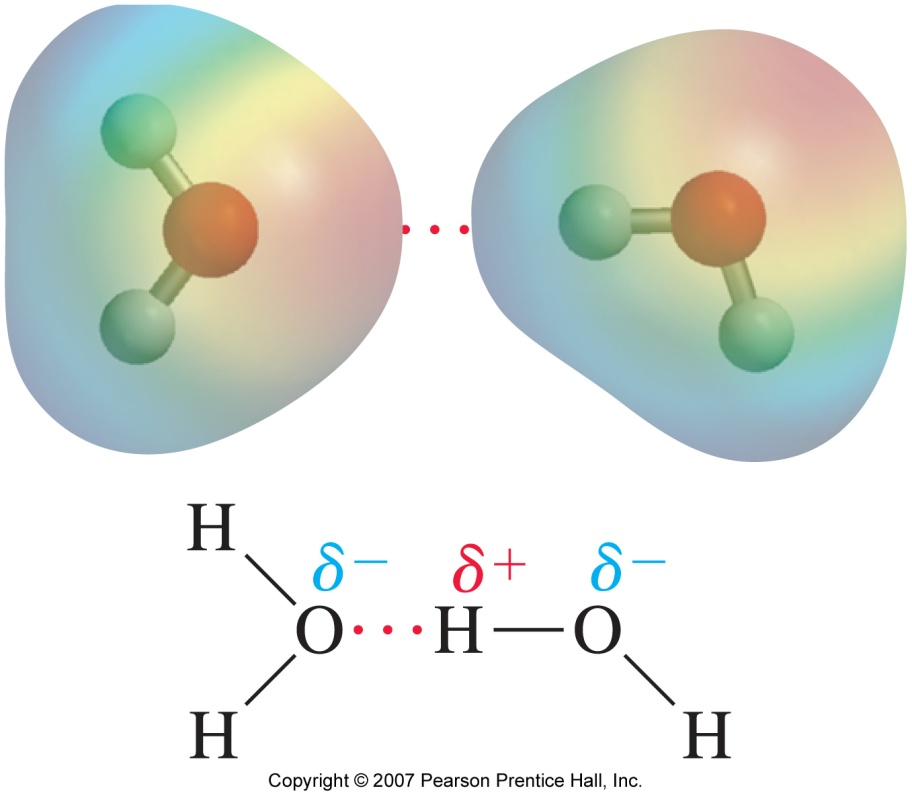 H
δ− δ+ δ−
O···H—O
H H
Copyright © 2007 Pearson Prentice Hall, Inc.